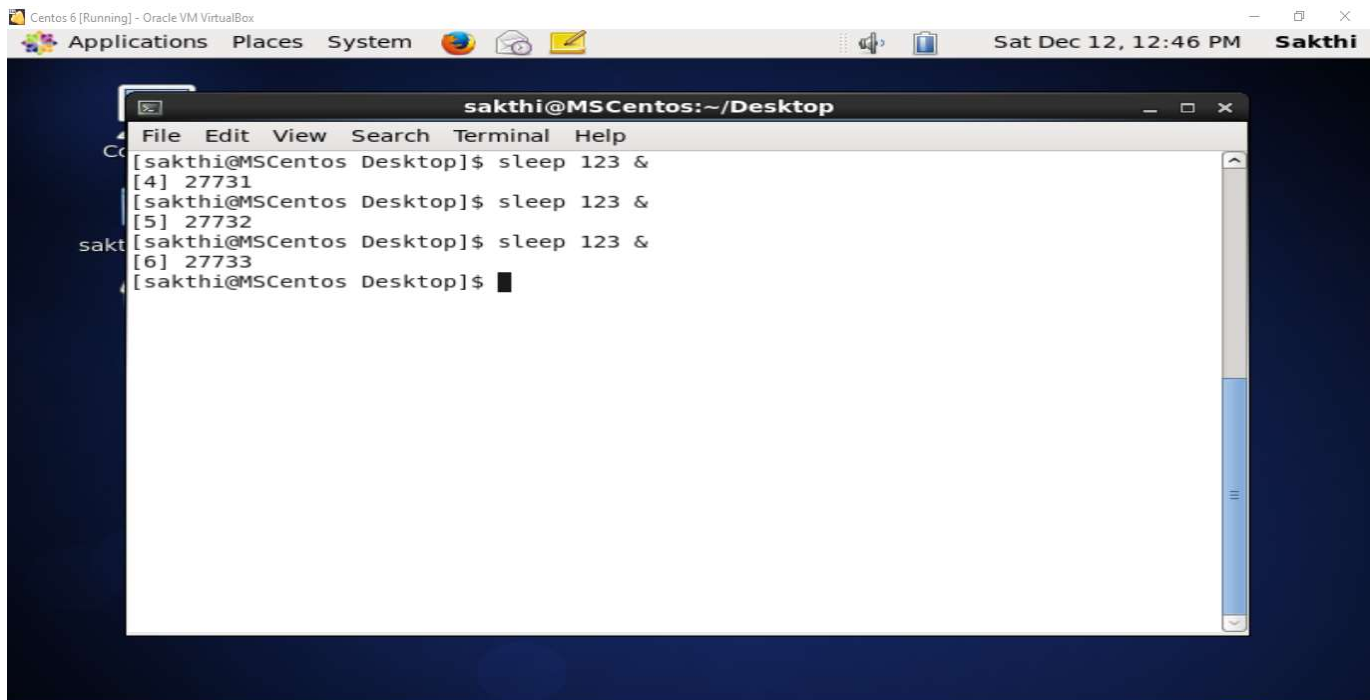 Centos 6 [Running] - Oracle VM VirtualBox
Applications Places System Sat Dec 12, 12:46 PM Sakthi
sakthi@MSCentos:~/Desktop
File Edit View Search Terminal Help
[sakthi@MSCentos Desktop]$ sleep 123 &
[4] 27731
[sakthi@MSCentos Desktop]$ sleep 123 &
[5] 27732
sakt
[sakthi@MSCentos Desktop]$ sleep 123 &
[6] 27733
[sakthi@MSCentos Desktop]$